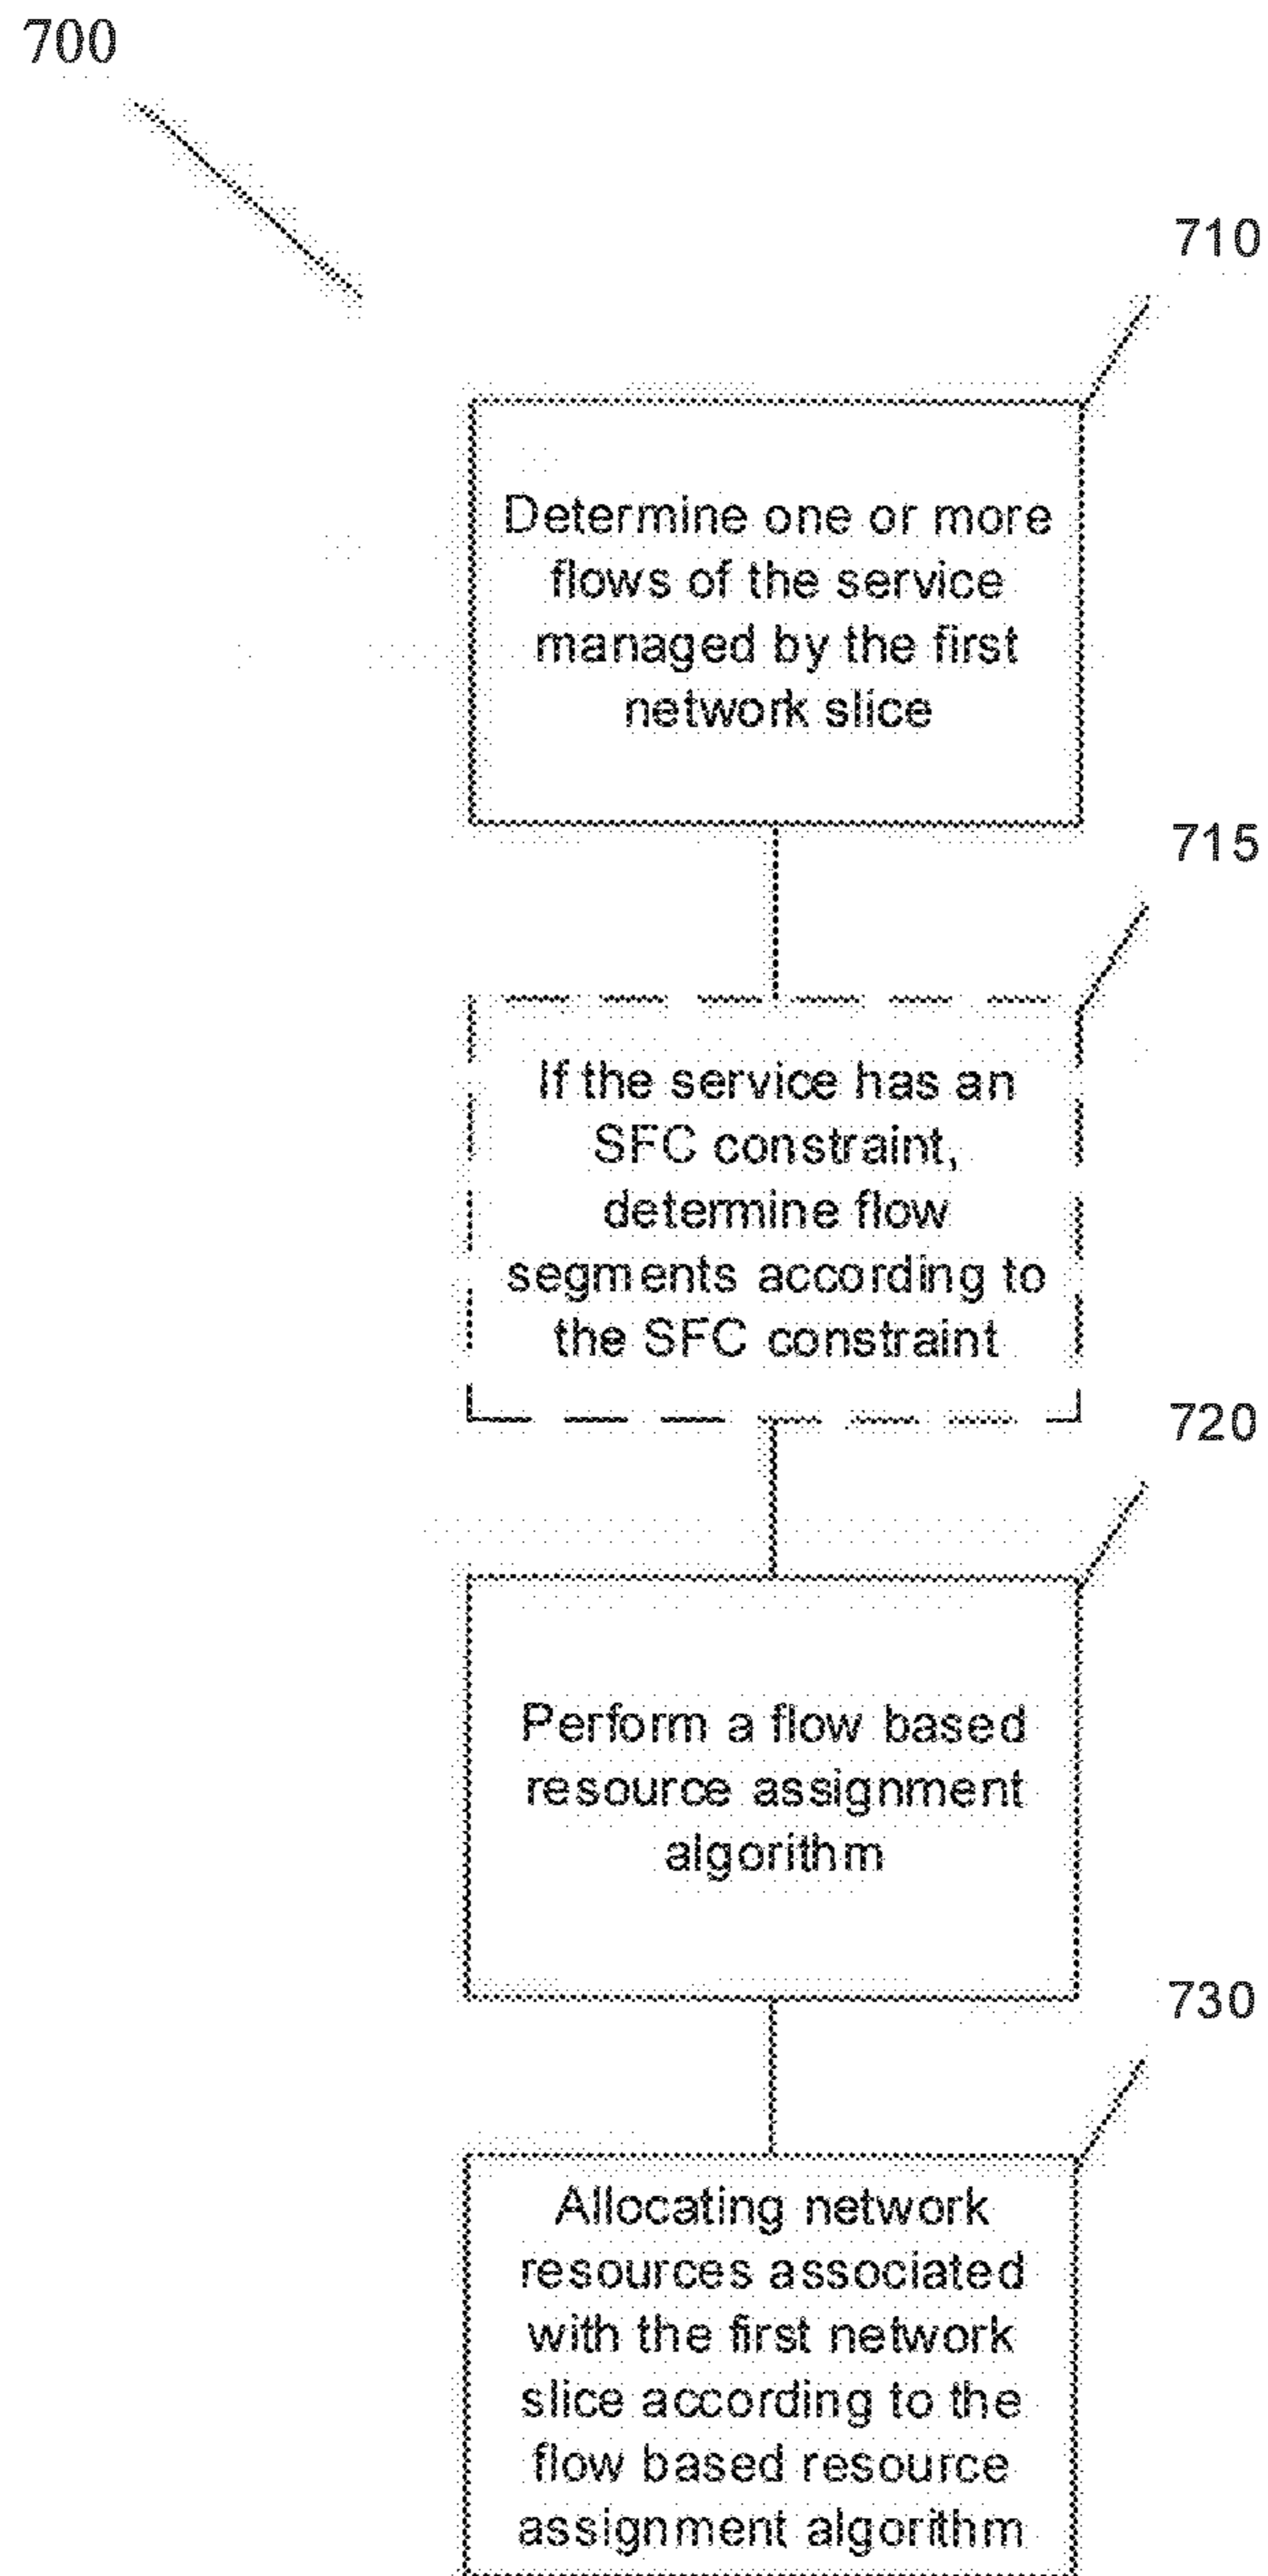 700
710
Determine one or more
flows of the service
managed by the first
network slice
715
If the service has an
SFC constraint,
determine flow
segments according to
the SFC constraint
720
Perform a flow based
resource assignment
algorithm
730
Allocating network
resources associated
with the first network
slice according to the
flow based resource
assignment algorithm